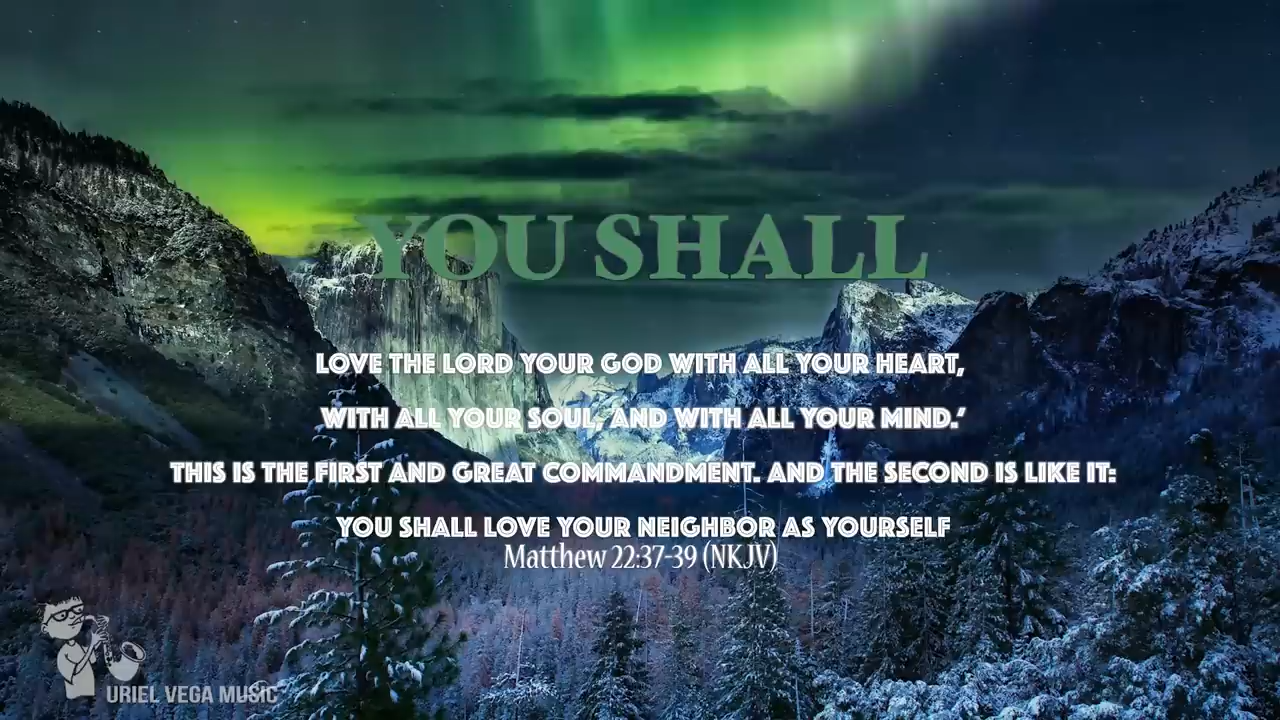 YOU SHALL
LOVE THE LORD YOUR GOD WITH ALL YOUR HEART,
WITH ALL YOUR SOUL, AND WITH ALL YOUR MIND.’
THIS IS THE FIRST AND GREAT COMMANDMENT. AND THE SECOND IS LIKE IT:
YOU SHALL LOVE YOUR NEIGHBOR AS YOURSELF
Matthew 22:37-39 (NKJV)
URIEL VEGA MUSIC